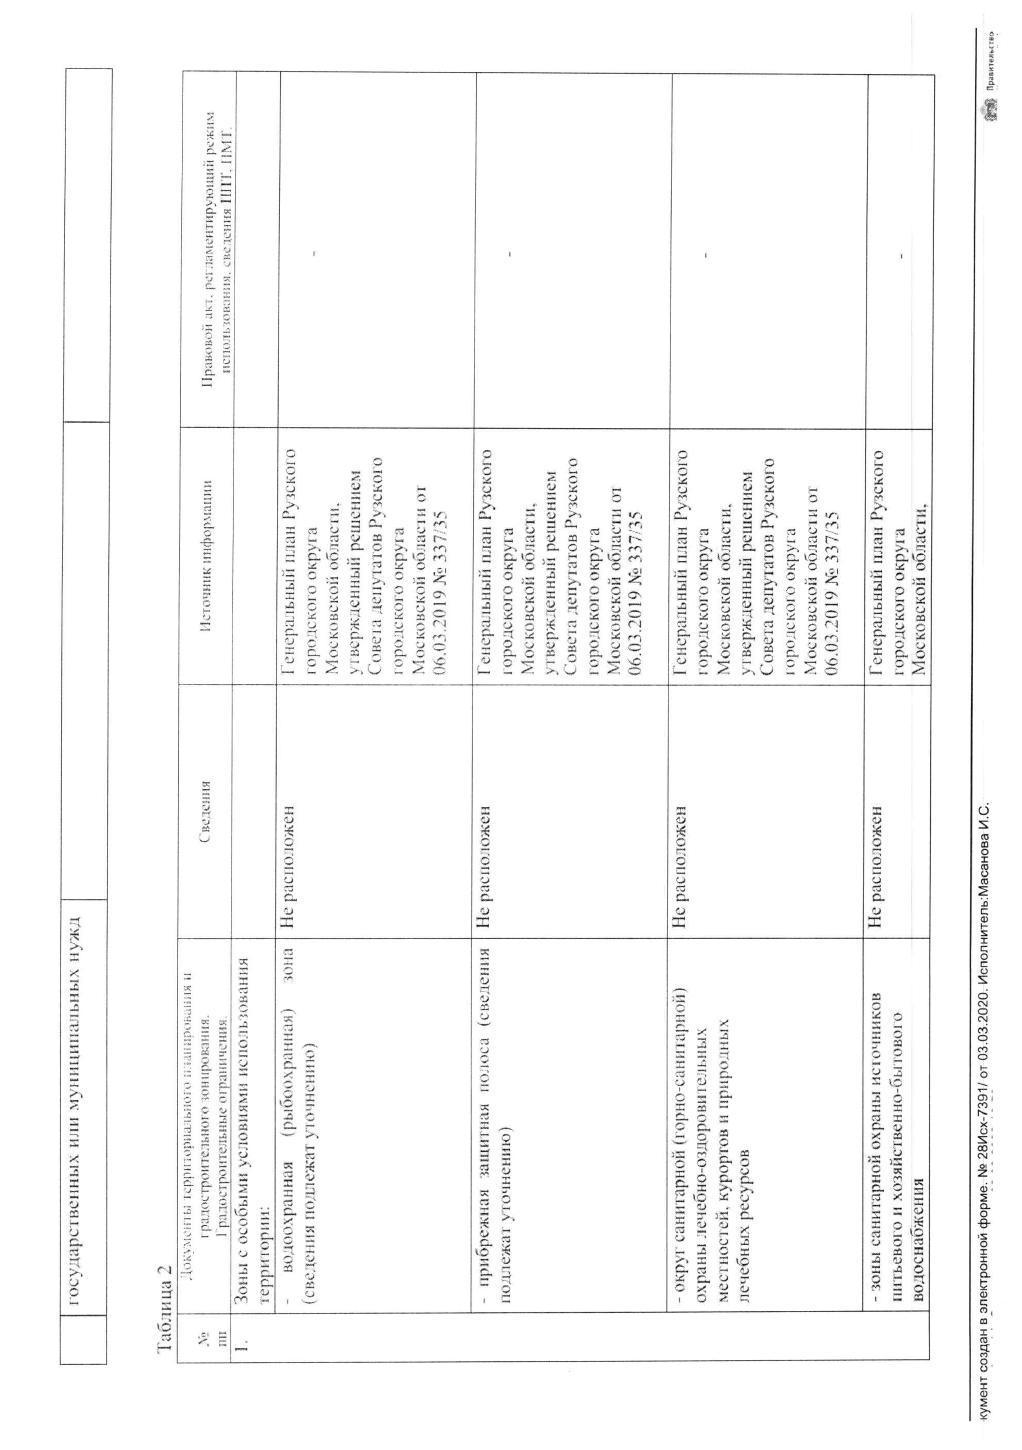 государственных или муниципальных нужд
Таблица 2
№
пп
Документы территориального планирования и
градостроительного зонирования.
Градостроительные ограничения.
Сведения
Источник информации
Правовой акт, регламентирующий режим
использования, сведения ППТ, ПМТ.
1.
Зоны с особыми условиями использования
территории:
- водоохранная (рыбоохранная) зона
(сведения подлежат уточнению)
Не расположен
Генеральный план Рузского
городского округа
Московской области,
утвержденный решением
Совета депутатов Рузского
городского округа
Московской области от
06.03.2019 № 337/35
-
- прибрежная защитная полоса (сведения
подлежат уточнению)
Не расположен
Генеральный план Рузского
городского округа
Московской области,
утвержденный решением
Совета депутатов Рузского
городского округа
Московской области от
06.03.2019 № 337/35
-
- округ санитарной (горно-санитарной)
охраны лечебно-оздоровительных
местностей, курортов и природных
лечебных ресурсов
Не расположен
Генеральный план Рузского
городского округа
Московской области,
утвержденный решением
Совета депутатов Рузского
городского округа
Московской области от
06.03.2019 № 337/35
-
- зоны санитарной охраны источников
питьевого и хозяйственно-бытового
водоснабжения
Не расположен
Генеральный план Рузского
городского округа
Московской области,
-
кумент создан в электронной форме. № 28Исх-7391/ от 03.03.2020. Исполнитель:Масанова И.С.
Правительство